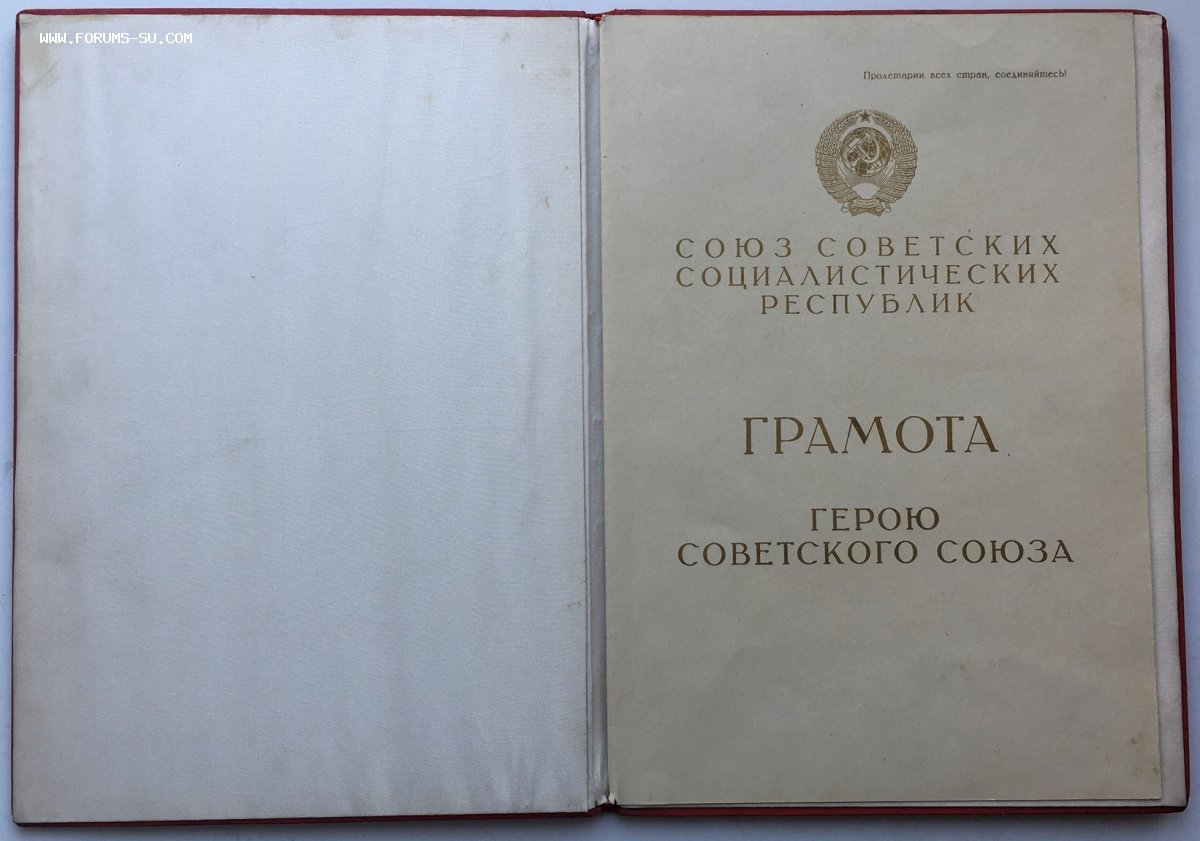 WWW.FORUMS-SU.COM
Пролетарии всех стран, соединяйтесь!
СОЮЗ СОВЕТСКИХ
СОЦИАЛИСТИЧЕСКИХ
РЕСПУБЛИК
ГРАМОТА
ГЕРОЮ
СОВЕТСКОГО СОЮЗА